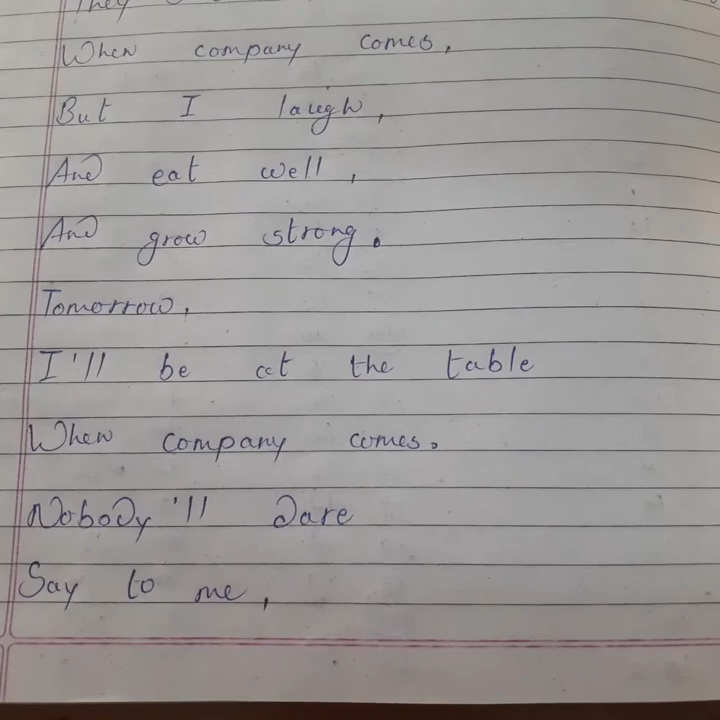 They
When company comes,
But I laugh,
And eat well,
And grow strong.
Tomorrow,
I'll be at the table
When company comes.
Nobody'll dare
Say to me,